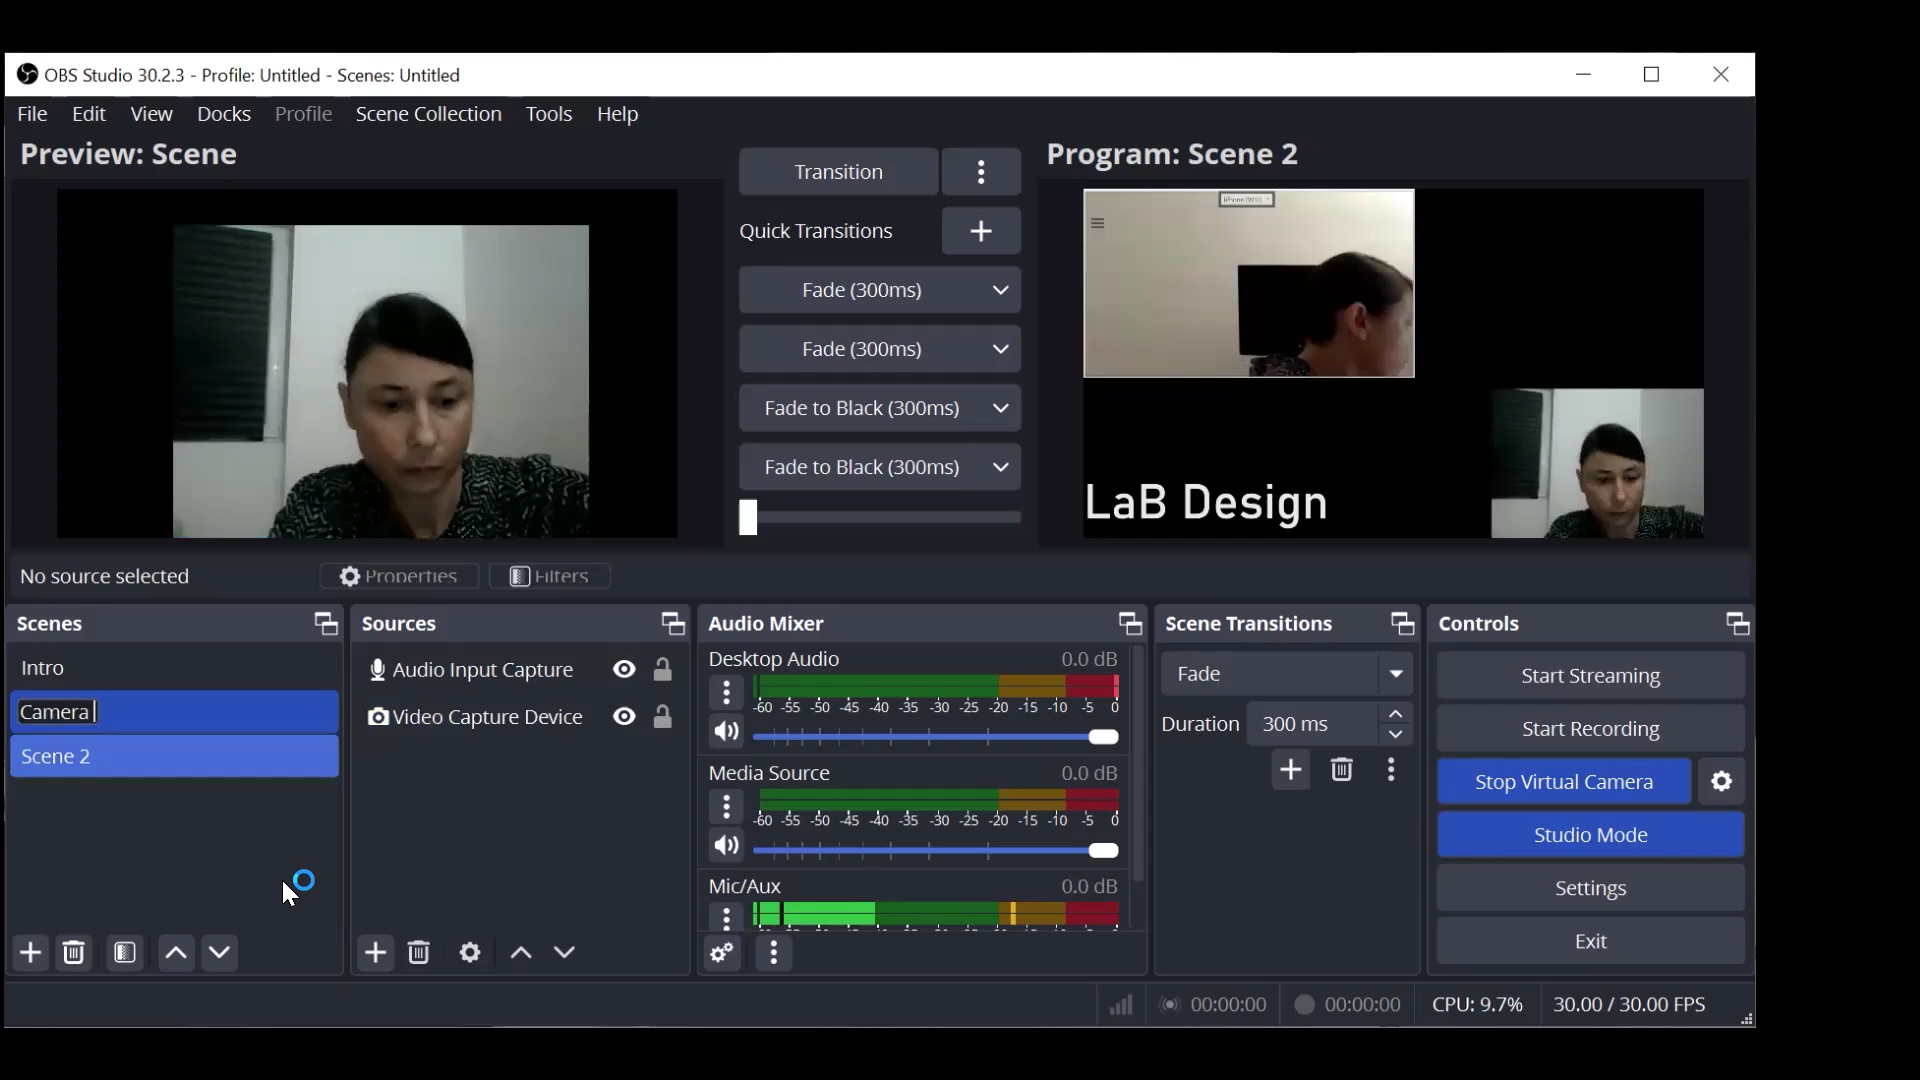 OBS Studio 30.2.3 - Profile: Untitled - Scenes: Untitled
File Edit View Docks Profile Scene Collection Tools Help
Preview: Scene
Program: Scene 2
Transition
Quick Transitions
Fade (300ms)
Fade (300ms)
Fade to Black (300ms)
Fade to Black (300ms)
LaB Design
No source selected Properties Filters
Scenes
Intro
Camera
Scene 2
Sources
Audio Input Capture
Video Capture Device
Audio Mixer
Desktop Audio 0.0 dB
-60 -55 -50 -45 -40 -35 -30 -25 -20 -15 -10 -5 0
Media Source 0.0 dB
-60 -55 -50 -45 -40 -35 -30 -25 -20 -15 -10 -5 0
Mic/Aux 0.0 dB
Scene Transitions
Fade
Duration 300 ms
Controls
Start Streaming
Start Recording
Stop Virtual Camera
Studio Mode
Settings
Exit
00:00:00 00:00:00 CPU: 9.7% 30.00 / 30.00 FPS